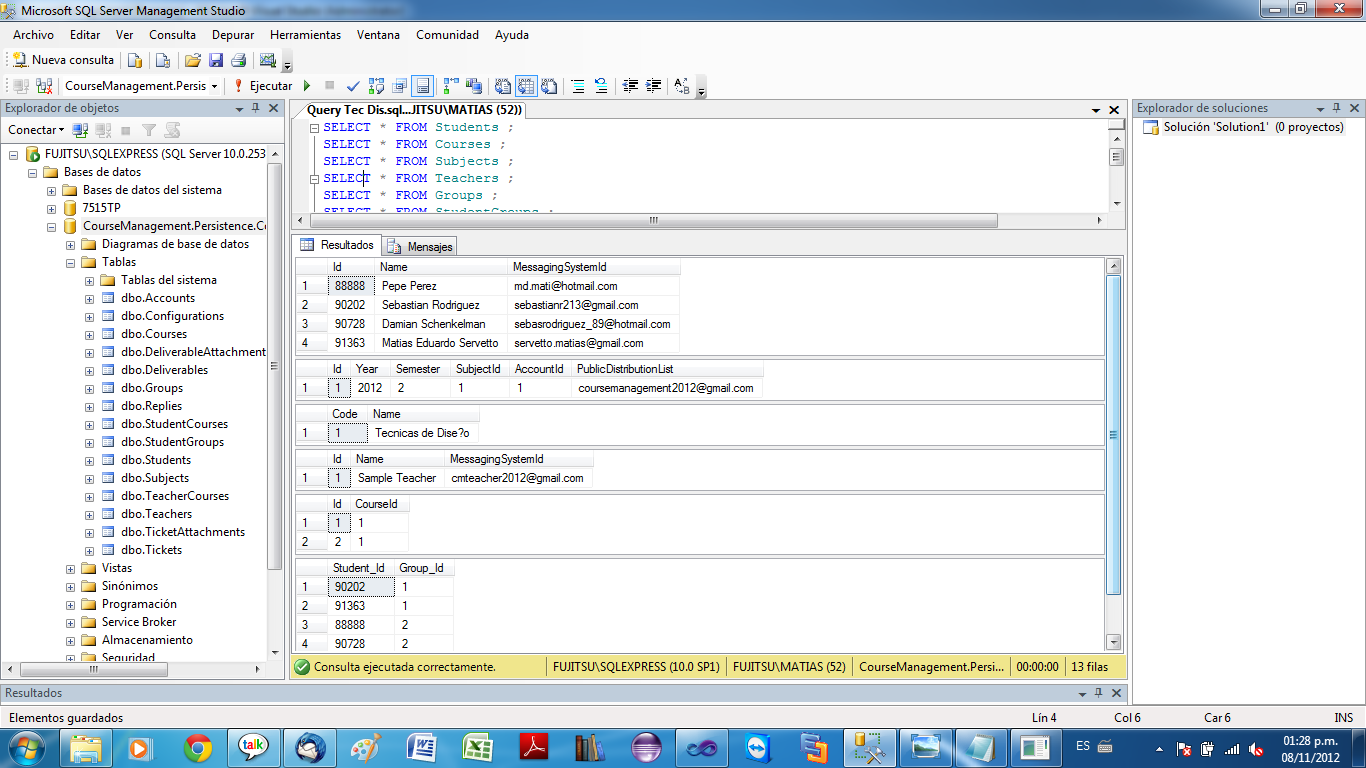 Microsoft SQL Server Management Studio
Archivo Editar Ver Consulta Depurar Herramientas Ventana Comunidad Ayuda
Nueva consulta
CourseManagement.Persis Ejecutar
Explorador de objetos
Conectar
FUJITSU\SQLEXPRESS (SQL Server 10.0.253
Bases de datos
Bases de datos del sistema
7515TP
CourseManagement.Persistence.Co
Diagramas de base de datos
Tablas
Tablas del sistema
dbo.Accounts
dbo.Configurations
dbo.Courses
dbo.DeliverableAttachment
dbo.Deliverables
dbo.Groups
dbo.Replies
dbo.StudentCourses
dbo.StudentGroups
dbo.Students
dbo.Subjects
dbo.TeacherCourses
dbo.Teachers
dbo.TicketAttachments
dbo.Tickets
Vistas
Sinónimos
Programación
Service Broker
Almacenamiento
Seguridad
Query Tec Dis.sql...JITSU\MATIAS (52))
SELECT * FROM Students ;
SELECT * FROM Courses ;
SELECT * FROM Subjects ;
SELECT * FROM Teachers ;
SELECT * FROM Groups ;
SELECT * FROM StudentGroups ;
Resultados Mensajes
Id Name MessagingSystemId
1 88888 Pepe Perez md.mati@hotmail.com
2 90202 Sebastian Rodriguez sebastianr213@gmail.com
3 90728 Damian Schenkelman sebasrodriguez_89@hotmail.com
4 91363 Matias Eduardo Servetto servetto.matias@gmail.com
Id Year Semester SubjectId AccountId PublicDistributionList
1 1 2012 2 1 1 coursemanagement2012@gmail.com
Code Name
1 1 Tecnicas de Dise?o
Id Name MessagingSystemId
1 1 Sample Teacher cmteacher2012@gmail.com
Id CourseId
1 1 1
2 2 1
Student_Id Group_Id
1 90202 1
2 91363 1
3 88888 2
4 90728 2
Consulta ejecutada correctamente. FUJITSU\SQLEXPRESS (10.0 SP1) FUJITSU\MATIAS (52) CourseManagement.Persi... 00:00:00 13 filas
Explorador de soluciones
Solución 'Solution1' (0 proyectos)
Resultados
Elementos guardados Lín 4 Col 6 Car 6 INS
talk
ES
01:28 p.m.
08/11/2012